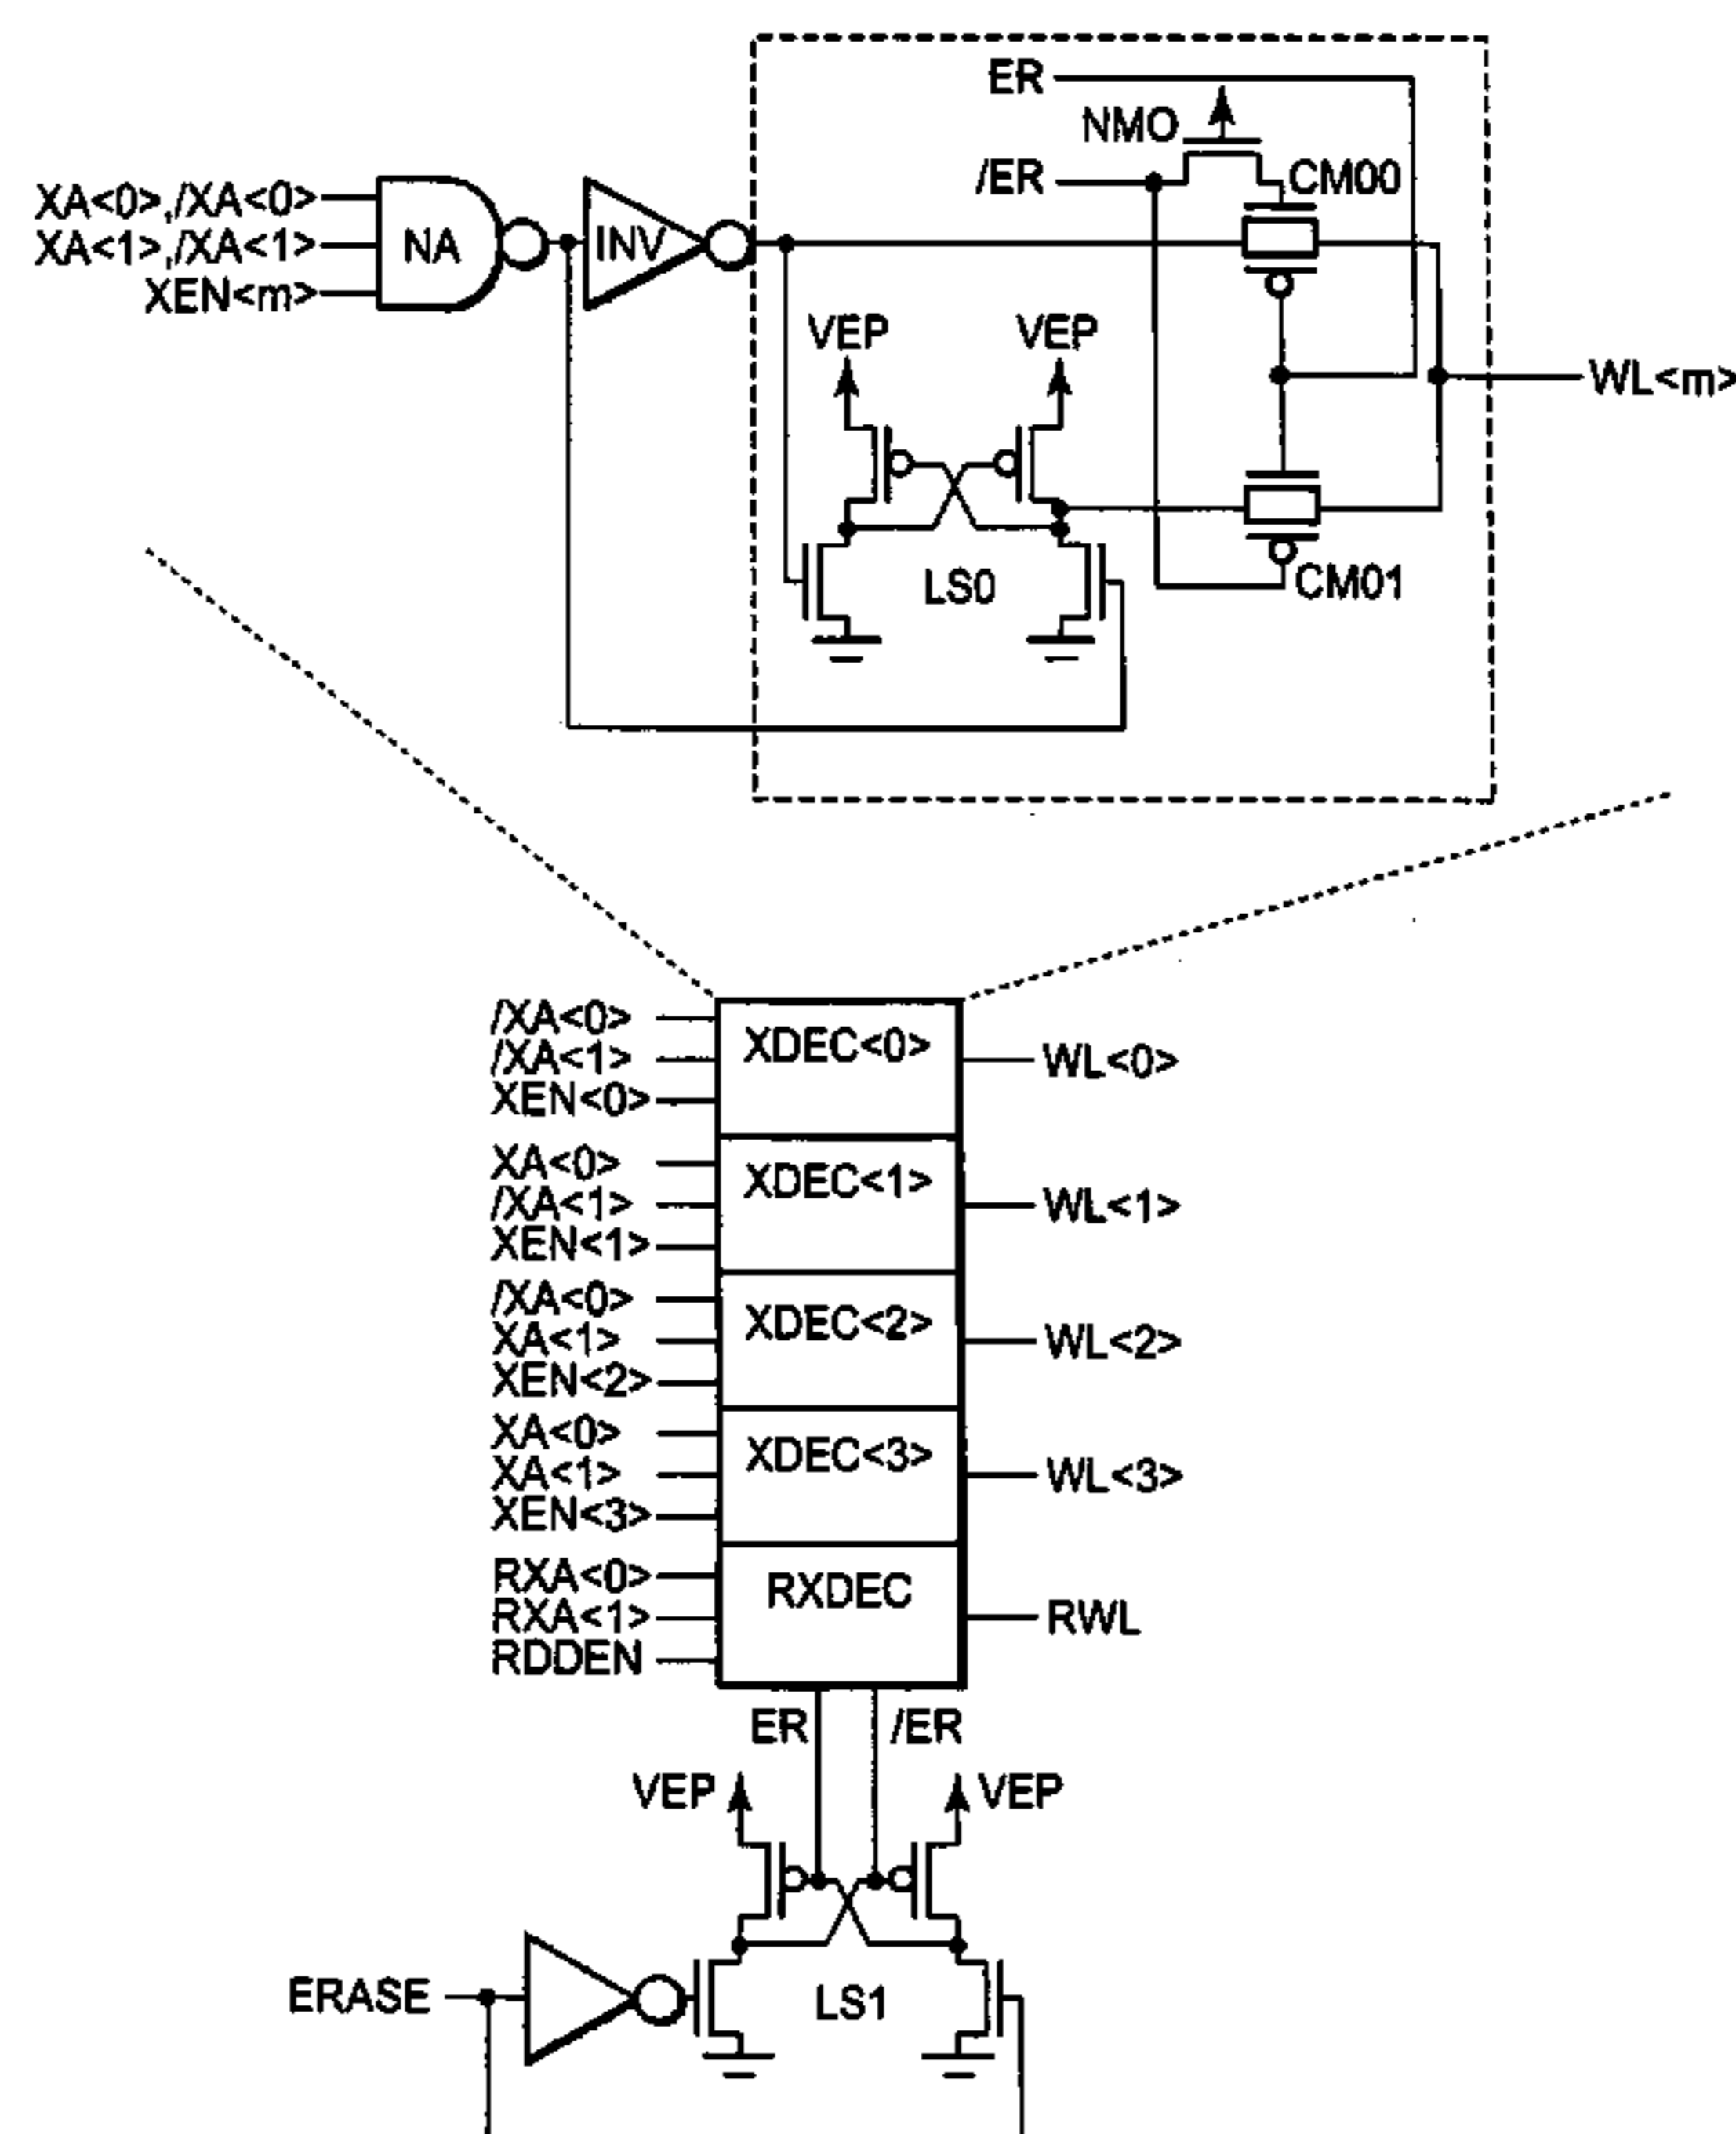 ER
NMO
/ER
CM00
XA<0>,/XA<0>
XA<1>,/XA<1>
XEN<m>
NA
INV
VEP
VEP
WL<m>
LS0
CM01
/XA<0>
/XA<1>
XEN<0>
XDEC<0>
WL<0>
XA<0>
/XA<1>
XEN<1>
XDEC<1>
WL<1>
/XA<0>
XA<1>
XEN<2>
XDEC<2>
WL<2>
XA<0>
XA<1>
XEN<3>
XDEC<3>
WL<3>
RXA<0>
RXA<1>
RDDEN
RXDEC
RWL
ER
/ER
VEP
VEP
ERASE
LS1